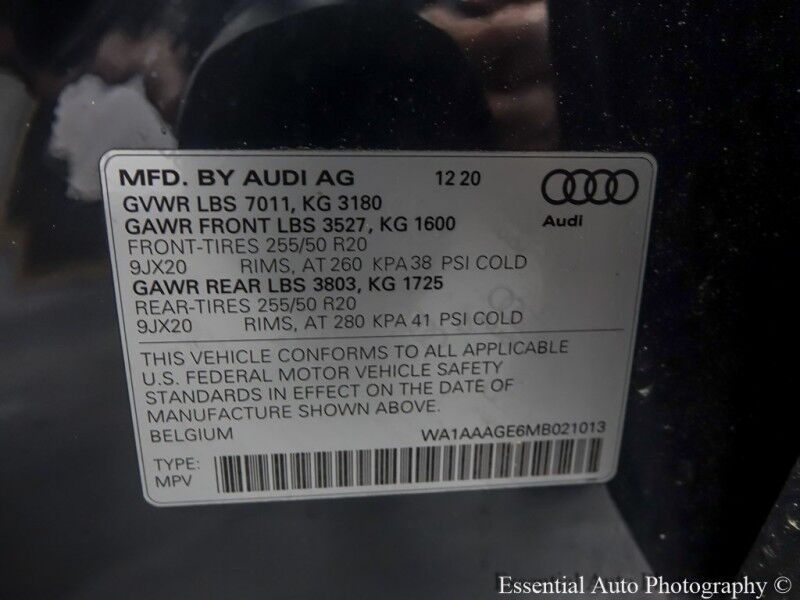 MFD. BY AUDI AG 12 20
GVWR LBS 7011, KG 3180
GAWR FRONT LBS 3527, KG 1600
Audi
FRONT-TIRES 255/50 R20
9JX20 RIMS, AT 260 KPA 38 PSI COLD
GAWR REAR LBS 3803, KG 1725
REAR-TIRES 255/50 R20
9JX20 RIMS, AT 280 KPA 41 PSI COLD
THIS VEHICLE CONFORMS TO ALL APPLICABLE
U.S. FEDERAL MOTOR VEHICLE SAFETY
STANDARDS IN EFFECT ON THE DATE OF
MANUFACTURE SHOWN ABOVE.
BELGIUM WA1AAAGE6MB021013
TYPE:
MPV
Essential Auto Photography ©